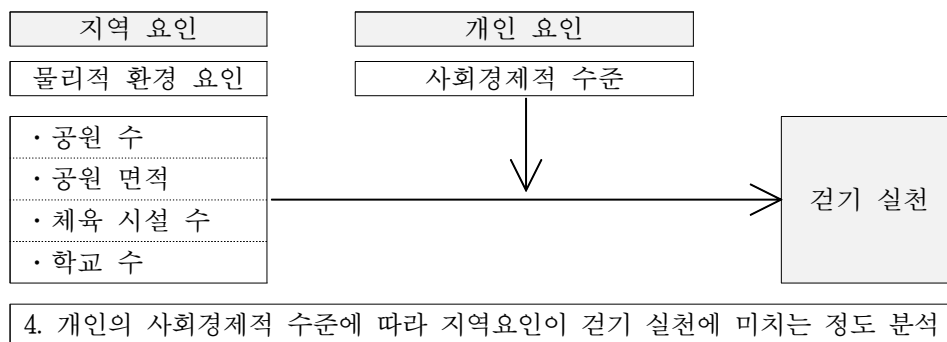 지역 요인
개인 요인
물리적 환경 요인
사회경제적 수준
· 공원 수
· 공원 면적
· 체육 시설 수
· 학교 수
걷기 실천
4. 개인의 사회경제적 수준에 따라 지역요인이 걷기 실천에 미치는 정도 분석